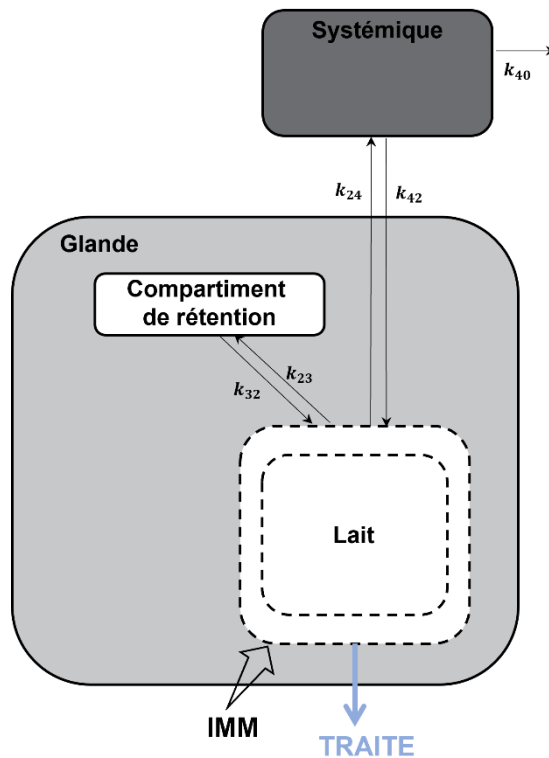 Systémique
k40
k24
k42
Glande
Compartiment
de rétention
k23
k32
Lait
IMM
TRAITE